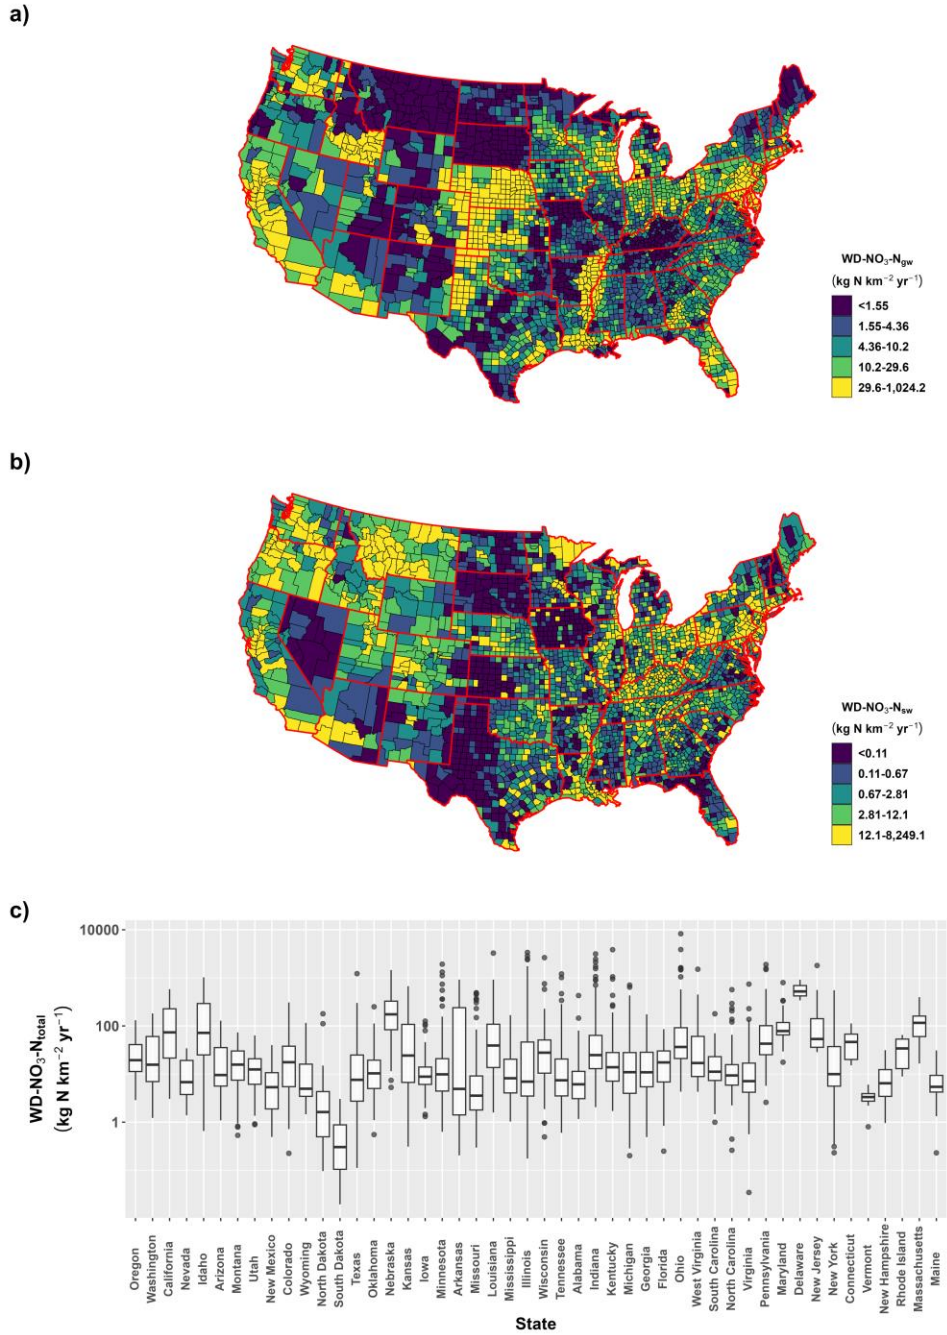 a)
WD-NO₃-N_gw
(kg N km⁻² yr⁻¹)
<1.55
1.55-4.36
4.36-10.2
10.2-29.6
29.6-1,024.2
b)
WD-NO₃-N_sw
(kg N km⁻² yr⁻¹)
<0.11
0.11-0.67
0.67-2.81
2.81-12.1
12.1-8,249.1
c)
WD-NO₃-N_total
(kg N km⁻² yr⁻¹)
10000
100
1
Oregon
Washington
California
Nevada
Idaho
Arizona
Montana
Utah
New Mexico
Colorado
Wyoming
North Dakota
South Dakota
Texas
Oklahoma
Nebraska
Kansas
Iowa
Minnesota
Arkansas
Missouri
Louisiana
Mississippi
Illinois
Wisconsin
Tennessee
Alabama
Indiana
Kentucky
Michigan
Georgia
Florida
Ohio
West Virginia
South Carolina
North Carolina
Virginia
Pennsylvania
Maryland
Delaware
New Jersey
New York
Connecticut
Vermont
New Hampshire
Rhode Island
Massachusetts
Maine
State